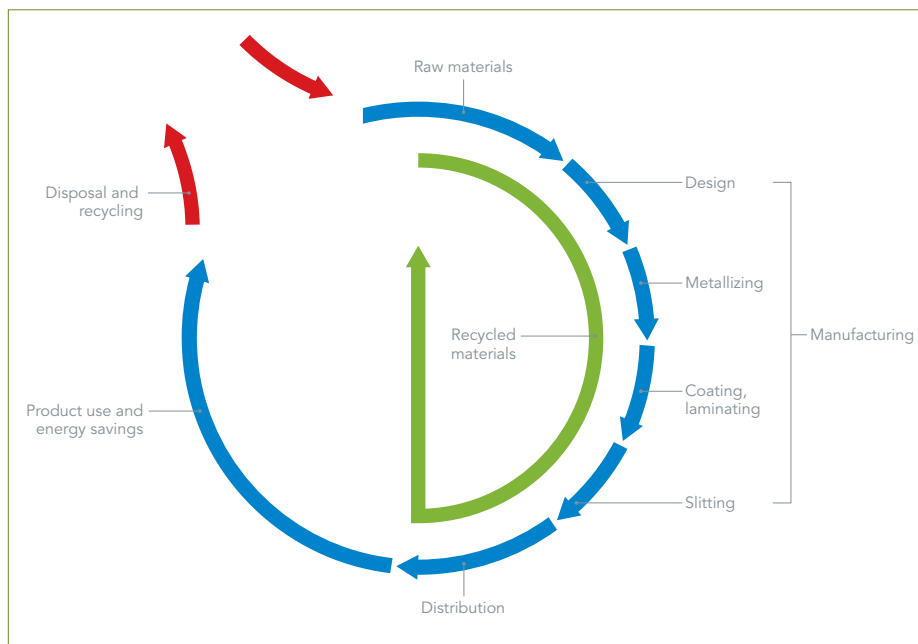 Raw materials
Design
Disposal and
recycling
Metallizing
Recycled
materials
Manufacturing
Coating,
laminating
Product use and
energy savings
Slitting
Distribution